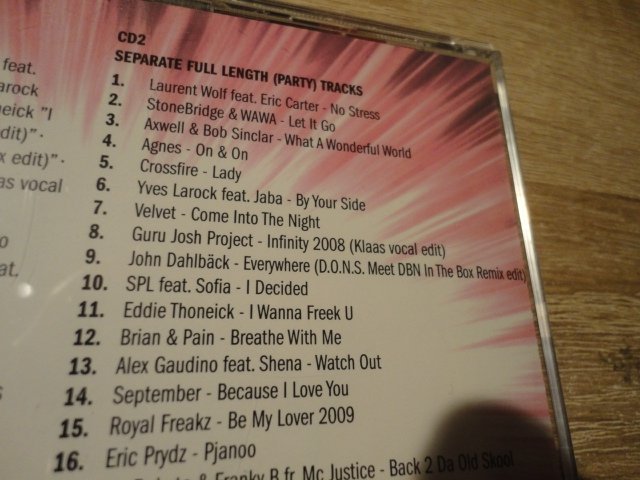 CD2
SEPARATE FULL LENGTH (PARTY) TRACKS
1. Laurent Wolf feat. Eric Carter - No Stress
2. StoneBridge & WAWA - Let It Go
3. Axwell & Bob Sinclar - What A Wonderful World
4. Agnes - On & On
5. Crossfire - Lady
6. Yves Larock feat. Jaba - By Your Side
7. Velvet - Come Into The Night
8. Guru Josh Project - Infinity 2008 (Klaas vocal edit)
9. John Dahlbäck - Everywhere (D.O.N.S. Meet DBN In The Box Remix edit)
10. SPL feat. Sofia - I Decided
11. Eddie Thoneick - I Wanna Freek U
12. Brian & Pain - Breathe With Me
13. Alex Gaudino feat. Shena - Watch Out
14. September - Because I Love You
15. Royal Freakz - Be My Lover 2009
16. Eric Prydz - Pjanoo
& Franky B fr. Mc Justice - Back 2 Da Old Skool
feat.
arock
eick "I
edit)" ·
x edit)" ·
as vocal
o
at.